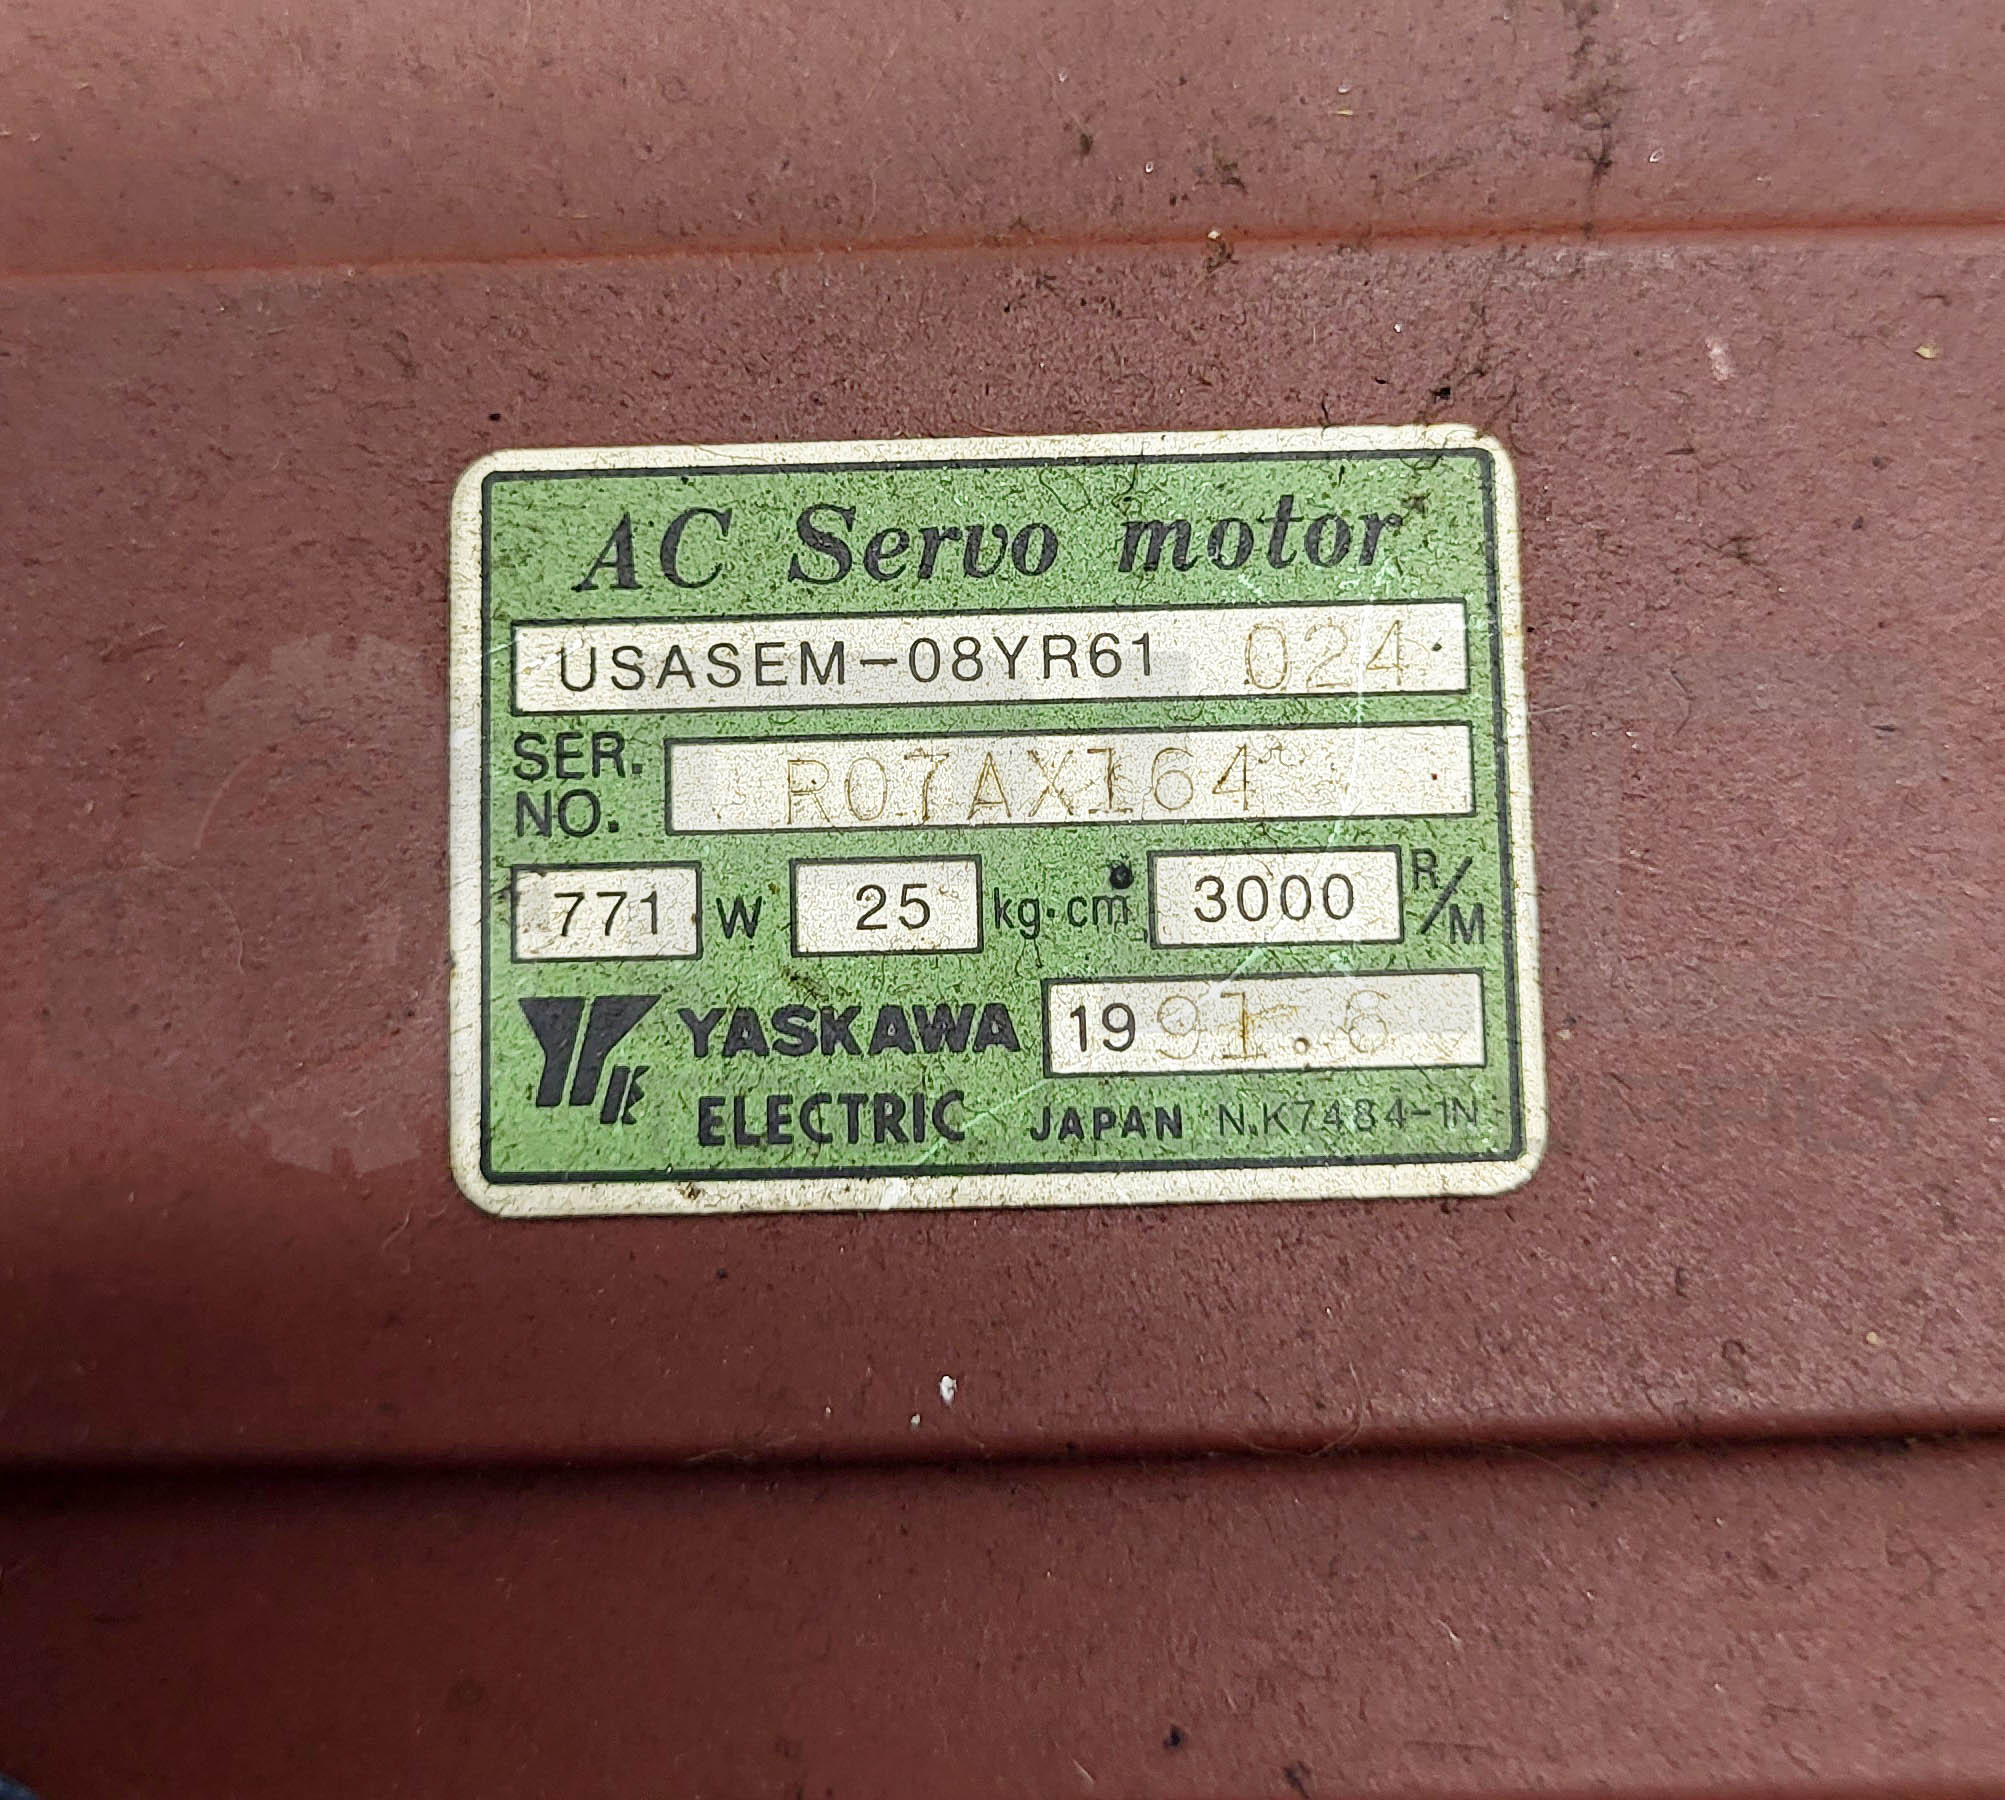 AC Servo motor
USASEM-08YR61 024
SER. NO. R07AX164
771 W 25 kg·cm 3000 R/M
YASKAWA 1991.6
ELECTRIC JAPAN N.K7484-1N